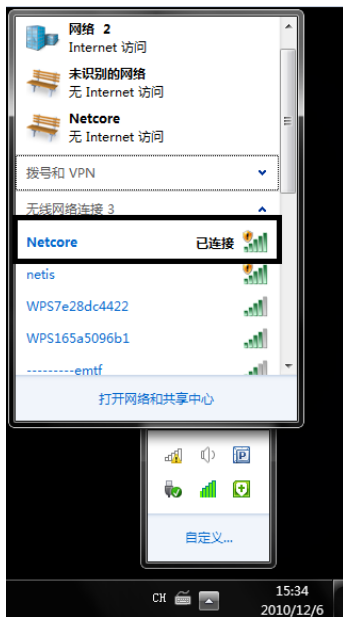 网络 2
Internet 访问
未识别的网络
无 Internet 访问
Netcore
无 Internet 访问
拨号和 VPN
无线网络连接 3
Netcore 已连接
netis
WPS7e28dc4422
WPS165a5096b1
---------emtf
打开网络和共享中心
P
自定义...
CH
15:34
2010/12/6